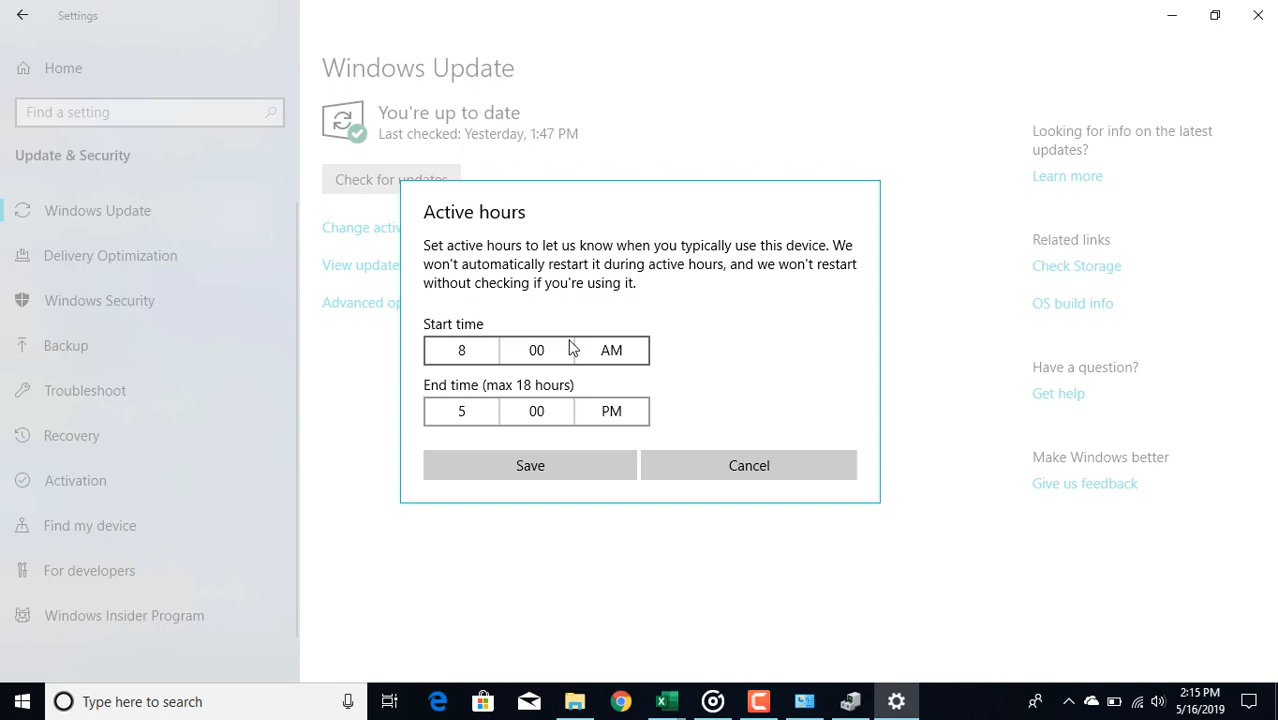 Settings
Home
Find a setting
Update & Security
Windows Update
Delivery Optimization
Windows Security
Backup
Troubleshoot
Recovery
Activation
Find my device
For developers
Windows Insider Program
Windows Update
You're up to date
Last checked: Yesterday, 1:47 PM
Check for updates
Change activ
View update
Advanced op
Active hours
Set active hours to let us know when you typically use this device. We
won't automatically restart it during active hours, and we won't restart
without checking if you're using it.
Start time
8 00 AM
End time (max 18 hours)
5 00 PM
Save Cancel
Looking for info on the latest
updates?
Learn more
Related links
Check Storage
OS build info
Have a question?
Get help
Make Windows better
Give us feedback
Type here to search
2:15 PM
5/16/2019